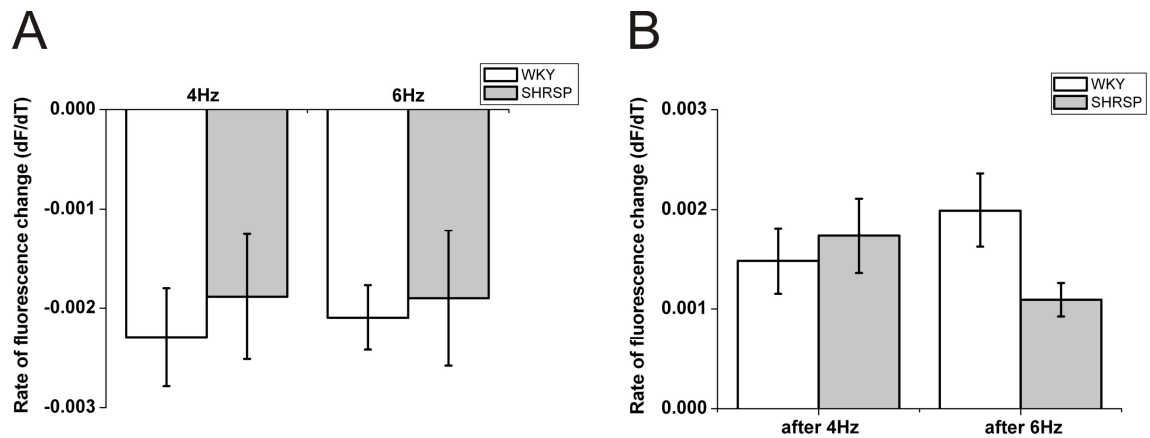 A
WKY
SHRSP
4Hz
6Hz
0.000
-0.001
-0.002
-0.003
Rate of fluorescence change (dF/dT)
B
WKY
SHRSP
0.003
0.002
0.001
0.000
Rate of fluorescence change (dF/dT)
after 4Hz
after 6Hz